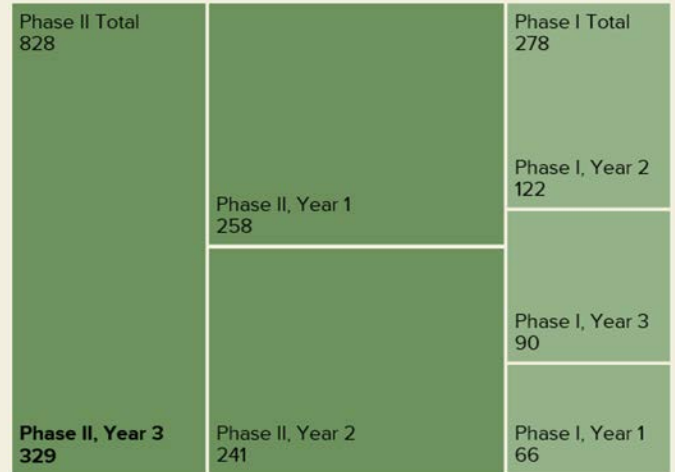 Phase II Total
828
Phase II, Year 3
329
Phase II, Year 1
258
Phase II, Year 2
241
Phase I Total
278
Phase I, Year 2
122
Phase I, Year 3
90
Phase I, Year 1
66